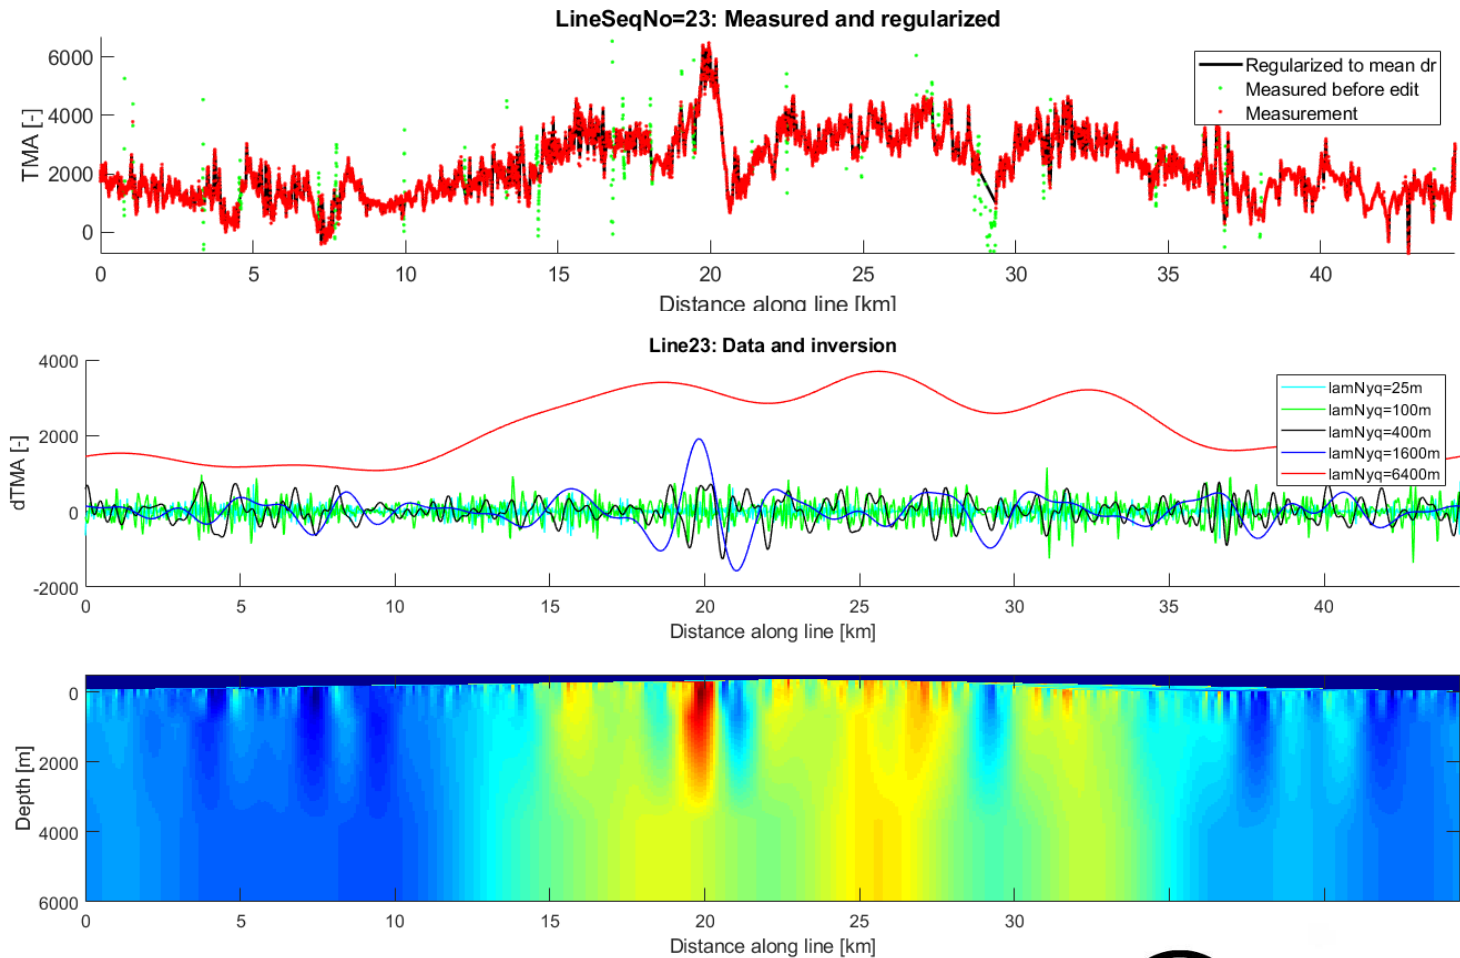 LineSeqNo=23: Measured and regularized
TMA [-]
6000
4000
2000
0
Regularized to mean dr
Measured before edit
Measurement
0 5 10 15 20 25 30 35 40
Distance along line [km]
Line23: Data and inversion
dTMA [-]
4000
2000
0
-2000
lamNyq=25m
lamNyq=100m
lamNyq=400m
lamNyq=1600m
lamNyq=6400m
0 5 10 15 20 25 30 35 40
Distance along line [km]
Depth [m]
0
2000
4000
6000
0 5 10 15 20 25 30
Distance along line [km]